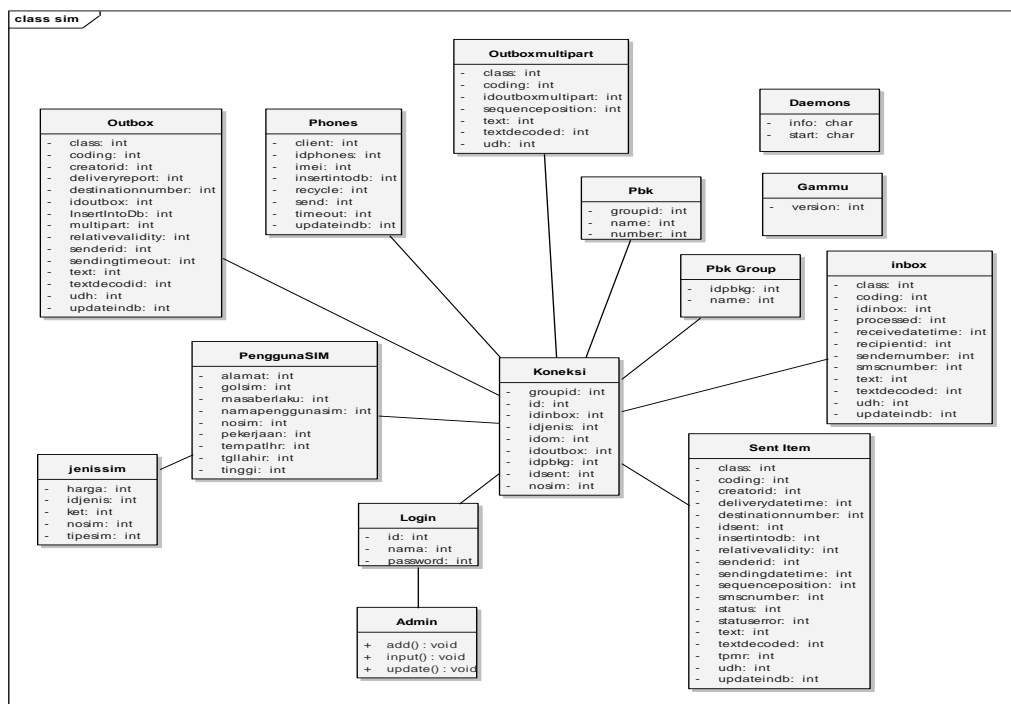 class sim
Outboxmultipart
- class: int
- coding: int
- idoutboxmultipart: int
- sequenceposition: int
- text: int
- textdecoded: int
- udh: int
Daemons
- info: char
- start: char
Outbox
- class: int
- coding: int
- creatorid: int
- deliveryreport: int
- destinationnumber: int
- idoutbox: int
- InsertIntoDb: int
- multipart: int
- relativevalidity: int
- senderid: int
- sendingtimeout: int
- text: int
- textdecodid: int
- udh: int
- updateindb: int
Phones
- client: int
- idphones: int
- imei: int
- insertintodb: int
- recycle: int
- send: int
- timeout: int
- updateindb: int
Pbk
- groupid: int
- name: int
- number: int
Gammu
- version: int
Pbk Group
- idpbkg: int
- name: int
inbox
- class: int
- coding: int
- idinbox: int
- processed: int
- receivedatetime: int
- recipientid: int
- sendernumber: int
- smscnumber: int
- text: int
- textdecoded: int
- udh: int
- updateindb: int
PenggunaSIM
- alamat: int
- golsim: int
- masaberlaku: int
- namapenggunasim: int
- nosim: int
- pekerjaan: int
- tempatlhr: int
- tgllahir: int
- tinggi: int
Koneksi
- groupid: int
- id: int
- idinbox: int
- idjenis: int
- idom: int
- idoutbox: int
- idpbkg: int
- idsent: int
- nosim: int
jenissim
- harga: int
- idjenis: int
- ket: int
- nosim: int
- tipesim: int
Sent Item
- class: int
- coding: int
- creatorid: int
- deliverydatetime: int
- destinationnumber: int
- idsent: int
- insertintodb: int
- relativevalidity: int
- senderid: int
- sendingdatetime: int
- sequenceposition: int
- smscnumber: int
- status: int
- statuserror: int
- text: int
- textdecoded: int
- tpmr: int
- udh: int
- updateindb: int
Login
- id: int
- nama: int
- password: int
Admin
+ add() : void
+ input() : void
+ update() : void